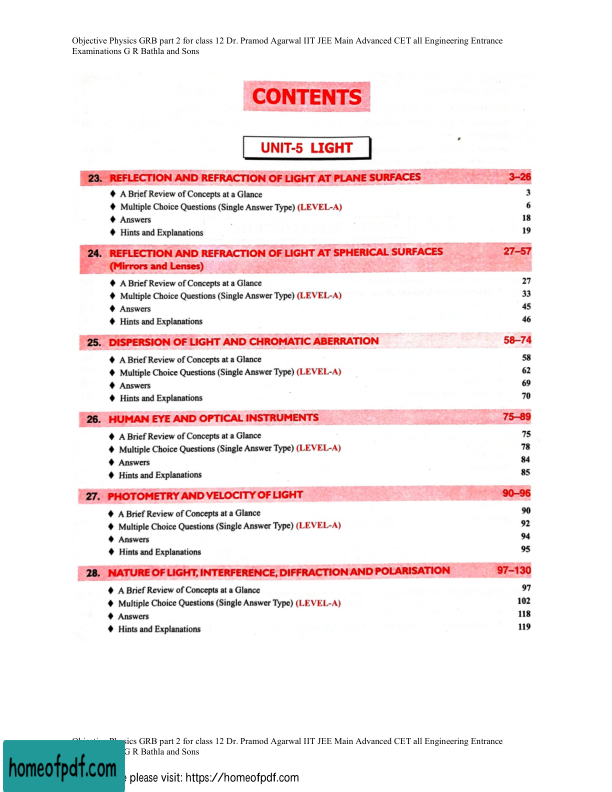 Objective Physics GRB part 2 for class 12 Dr. Pramod Agarwal IIT JEE Main Advanced CET all Engineering Entrance
Examinations G R Bathla and Sons
CONTENTS
UNIT-5 LIGHT
23. REFLECTION AND REFRACTION OF LIGHT AT PLANE SURFACES 3–26
♦ A Brief Review of Concepts at a Glance 3
♦ Multiple Choice Questions (Single Answer Type) (LEVEL-A) 6
♦ Answers 18
♦ Hints and Explanations 19
24. REFLECTION AND REFRACTION OF LIGHT AT SPHERICAL SURFACES 27–57
(Mirrors and Lenses)
♦ A Brief Review of Concepts at a Glance 27
♦ Multiple Choice Questions (Single Answer Type) (LEVEL-A) 33
♦ Answers 45
♦ Hints and Explanations 46
25. DISPERSION OF LIGHT AND CHROMATIC ABERRATION 58–74
♦ A Brief Review of Concepts at a Glance 58
♦ Multiple Choice Questions (Single Answer Type) (LEVEL-A) 62
♦ Answers 69
♦ Hints and Explanations 70
26. HUMAN EYE AND OPTICAL INSTRUMENTS 75–89
♦ A Brief Review of Concepts at a Glance 75
♦ Multiple Choice Questions (Single Answer Type) (LEVEL-A) 78
♦ Answers 84
♦ Hints and Explanations 85
27. PHOTOMETRY AND VELOCITY OF LIGHT 90–96
♦ A Brief Review of Concepts at a Glance 90
♦ Multiple Choice Questions (Single Answer Type) (LEVEL-A) 92
♦ Answers 94
♦ Hints and Explanations 95
28. NATURE OF LIGHT, INTERFERENCE, DIFFRACTION AND POLARISATION 97–130
♦ A Brief Review of Concepts at a Glance 97
♦ Multiple Choice Questions (Single Answer Type) (LEVEL-A) 102
♦ Answers 118
♦ Hints and Explanations 119
GRB part 2 for class 12 Dr. Pramod Agarwal IIT JEE Main Advanced CET all Engineering Entrance
G R Bathla and Sons
homeofpdf.com
please visit: https://homeofpdf.com